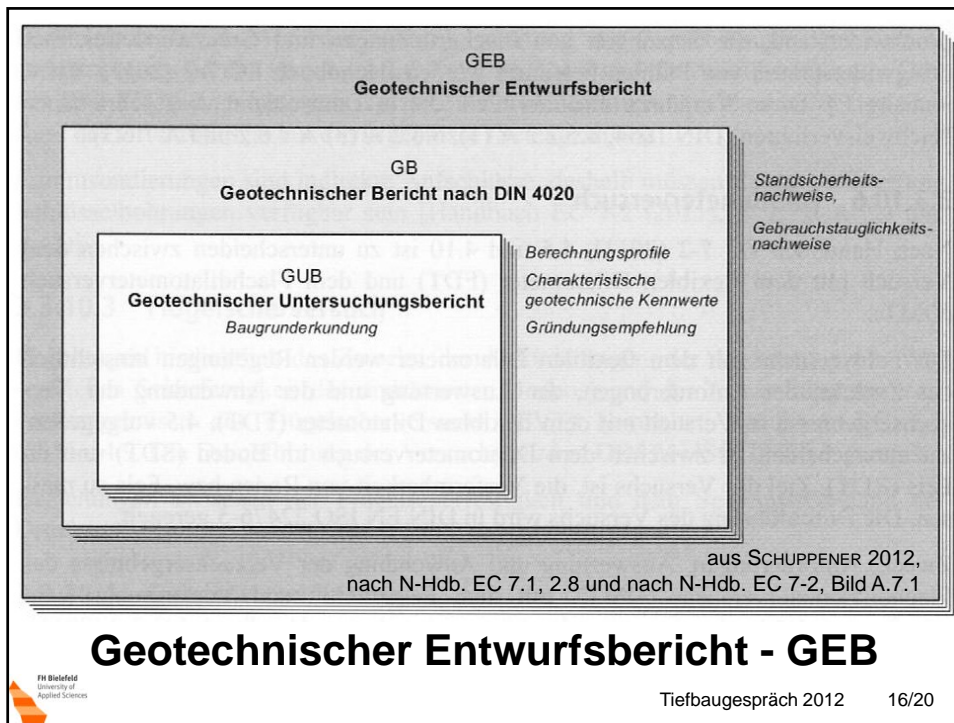 GEB
Geotechnischer Entwurfsbericht
GB
Geotechnischer Bericht nach DIN 4020
Standsicherheits-
nachweise,
Gebrauchstauglichkeits-
nachweise
GUB
Geotechnischer Untersuchungsbericht
Baugrunderkundung
Berechnungsprofile
Charakteristische
geotechnische Kennwerte
Gründungsempfehlung
aus SCHUPPENER 2012,
nach N-Hdb. EC 7.1, 2.8 und nach N-Hdb. EC 7-2, Bild A.7.1
Geotechnischer Entwurfsbericht - GEB
FH Bielefeld
University of
Applied Sciences
Tiefbaugespräch 2012 16/20